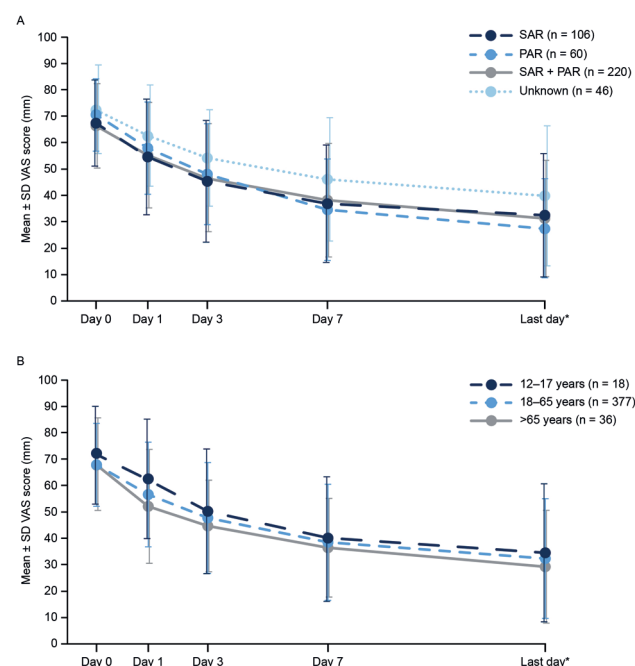 A
100
90
80
70
60
50
40
30
20
10
0
Mean ± SD VAS score (mm)
SAR (n = 106)
PAR (n = 60)
SAR + PAR (n = 220)
Unknown (n = 46)
Day 0 Day 1 Day 3 Day 7 Last day*
B
100
90
80
70
60
50
40
30
20
10
0
Mean ± SD VAS score (mm)
12–17 years (n = 18)
18–65 years (n = 377)
>65 years (n = 36)
Day 0 Day 1 Day 3 Day 7 Last day*